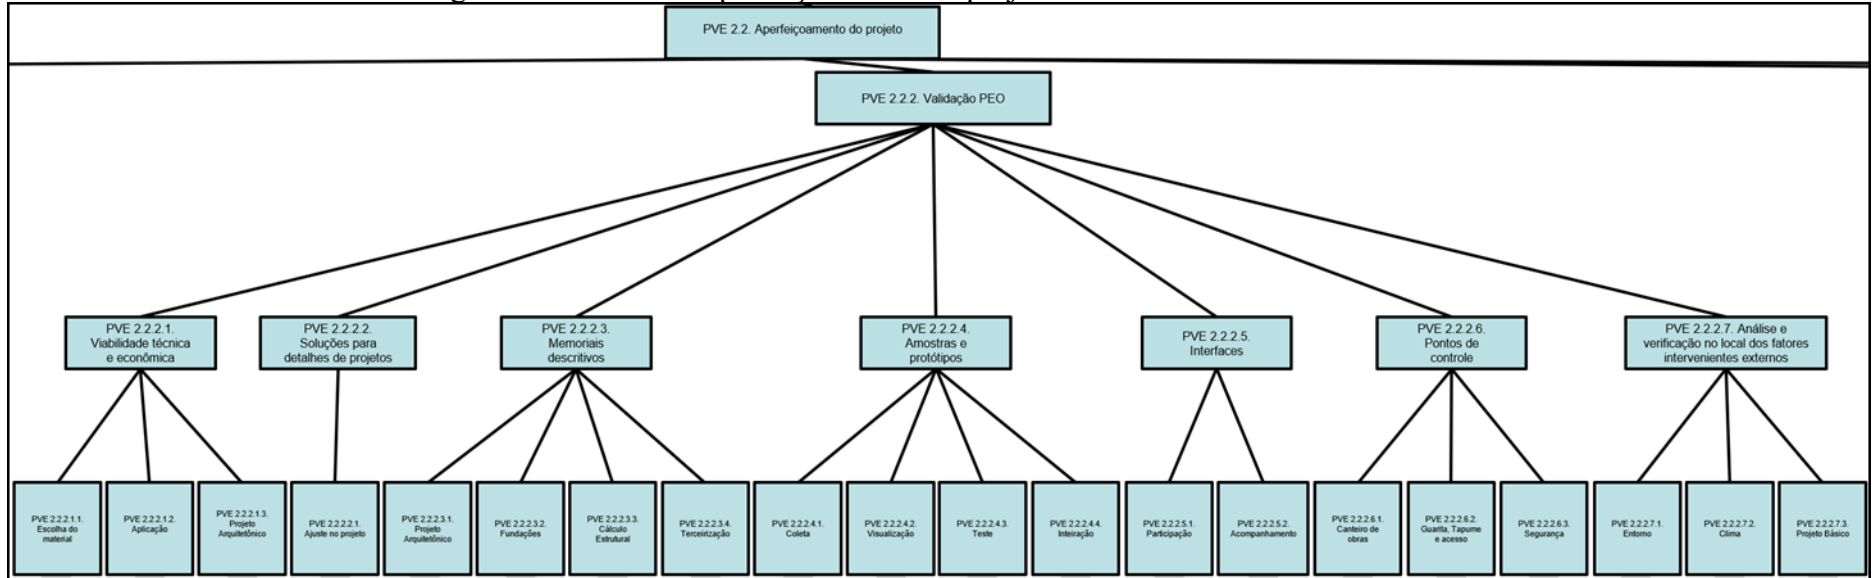 PVE 2.2. Aperfeiçoamento do projeto
PVE 2.2.2. Validação PEO
PVE 2.2.2.1.
Viabilidade técnica
e econômica
PVE 2.2.2.2.
Soluções para
detalhes de projetos
PVE 2.2.2.3.
Memoriais
descritivos
PVE 2.2.2.4.
Amostras e
protótipos
PVE 2.2.2.5.
Interfaces
PVE 2.2.2.6.
Pontos de
controle
PVE 2.2.2.7. Análise e
verificação no local dos fatores
intervenientes externos
PVE 2.2.2.1.1.
Escolha do
material
PVE 2.2.2.1.2.
Aplicação
PVE 2.2.2.1.3.
Projeto
Arquitetônico
PVE 2.2.2.2.1.
Ajuste no projeto
PVE 2.2.2.3.1.
Projeto
Arquitetônico
PVE 2.2.2.3.2.
Fundações
PVE 2.2.2.3.3.
Cálculo
Estrutural
PVE 2.2.2.3.4.
Terceirização
PVE 2.2.2.4.1.
Coleta
PVE 2.2.2.4.2.
Visualização
PVE 2.2.2.4.3.
Teste
PVE 2.2.2.4.4.
Inteiração
PVE 2.2.2.5.1.
Participação
PVE 2.2.2.5.2.
Acompanhamento
PVE 2.2.2.6.1.
Canteiro de
obras
PVE 2.2.2.6.2.
Guarita, Tapume
e acesso
PVE 2.2.2.6.3.
Segurança
PVE 2.2.2.7.1.
Entorno
PVE 2.2.2.7.2.
Clima
PVE 2.2.2.7.3.
Projeto Básico